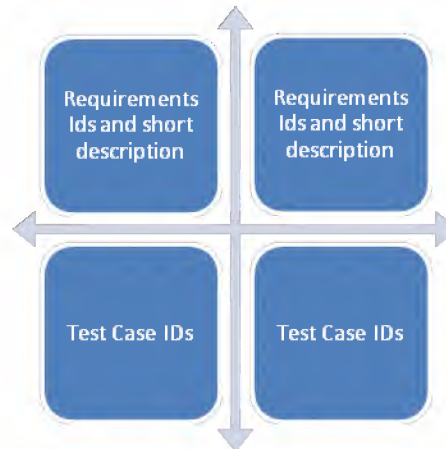 Requirements
Ids and short
description
Requirements
Ids and short
description
Test Case IDs
Test Case IDs